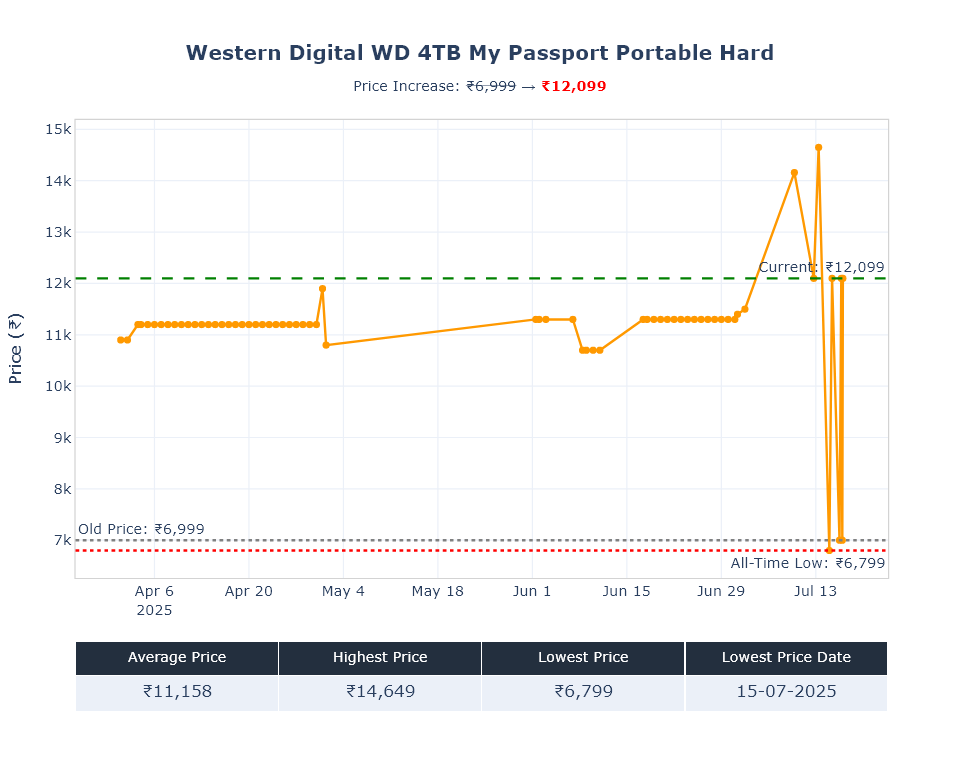 Western Digital WD 4TB My Passport Portable Hard
Price Increase: ₹6,999 → ₹12,099
Price (₹)
15k
14k
13k
12k
11k
10k
9k
8k
7k
Current: ₹12,099
Old Price: ₹6,999
All-Time Low: ₹6,799
Apr 6 Apr 20 May 4 May 18 Jun 1 Jun 15 Jun 29 Jul 13
2025
Average Price Highest Price Lowest Price Lowest Price Date
₹11,158 ₹14,649 ₹6,799 15-07-2025